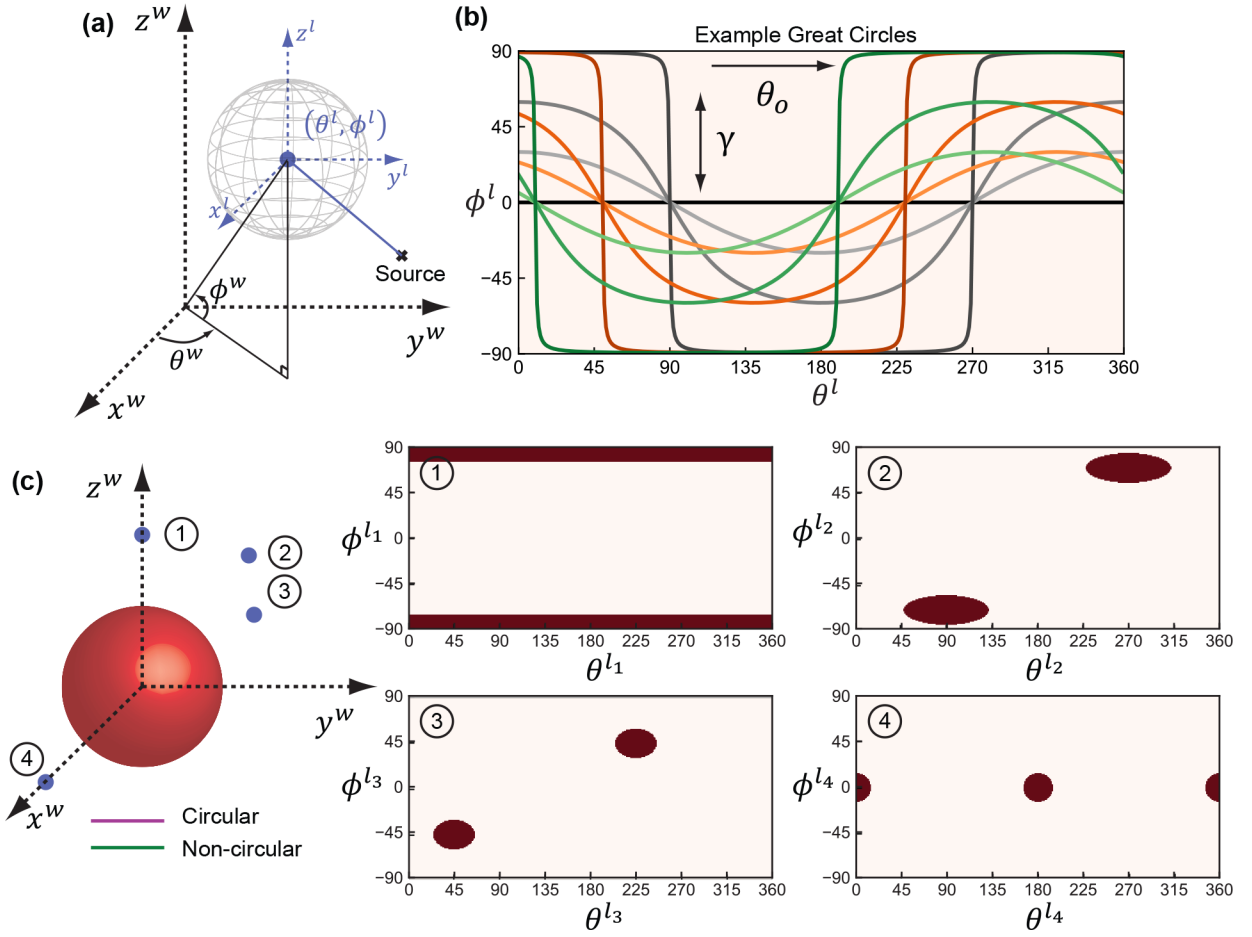 (a)
z^w
z^l
(θ^l, ϕ^l)
y^l
x^l
Source
ϕ^w
θ^w
y^w
x^w
(b)
Example Great Circles
θ_o
γ
ϕ^l
90
45
0
−45
−90
0 45 90 135 180 225 270 315 360
θ^l
(c)
z^w
1
2
3
4
y^w
x^w
Circular
Non-circular
1
ϕ^{l_1}
90
45
0
−45
−90
0 45 90 135 180 225 270 315 360
θ^{l_1}
2
ϕ^{l_2}
90
45
0
−45
−90
0 45 90 135 180 225 270 315 360
θ^{l_2}
3
ϕ^{l_3}
90
45
0
−45
−90
0 45 90 135 180 225 270 315 360
θ^{l_3}
4
ϕ^{l_4}
90
45
0
−45
−90
0 45 90 135 180 225 270 315 360
θ^{l_4}